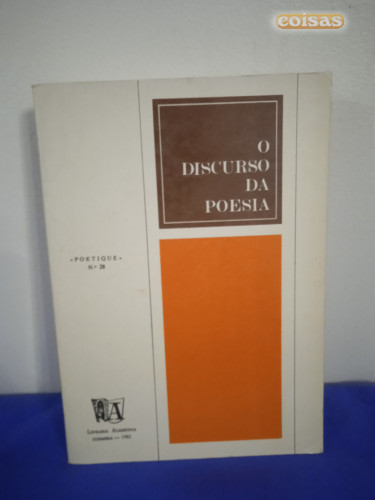 coisas
O
DISCURSO
DA
POESIA
«POETIQUE»
N.º 28
A
LIVRARIA ALMEDINA
COIMBRA — 1982